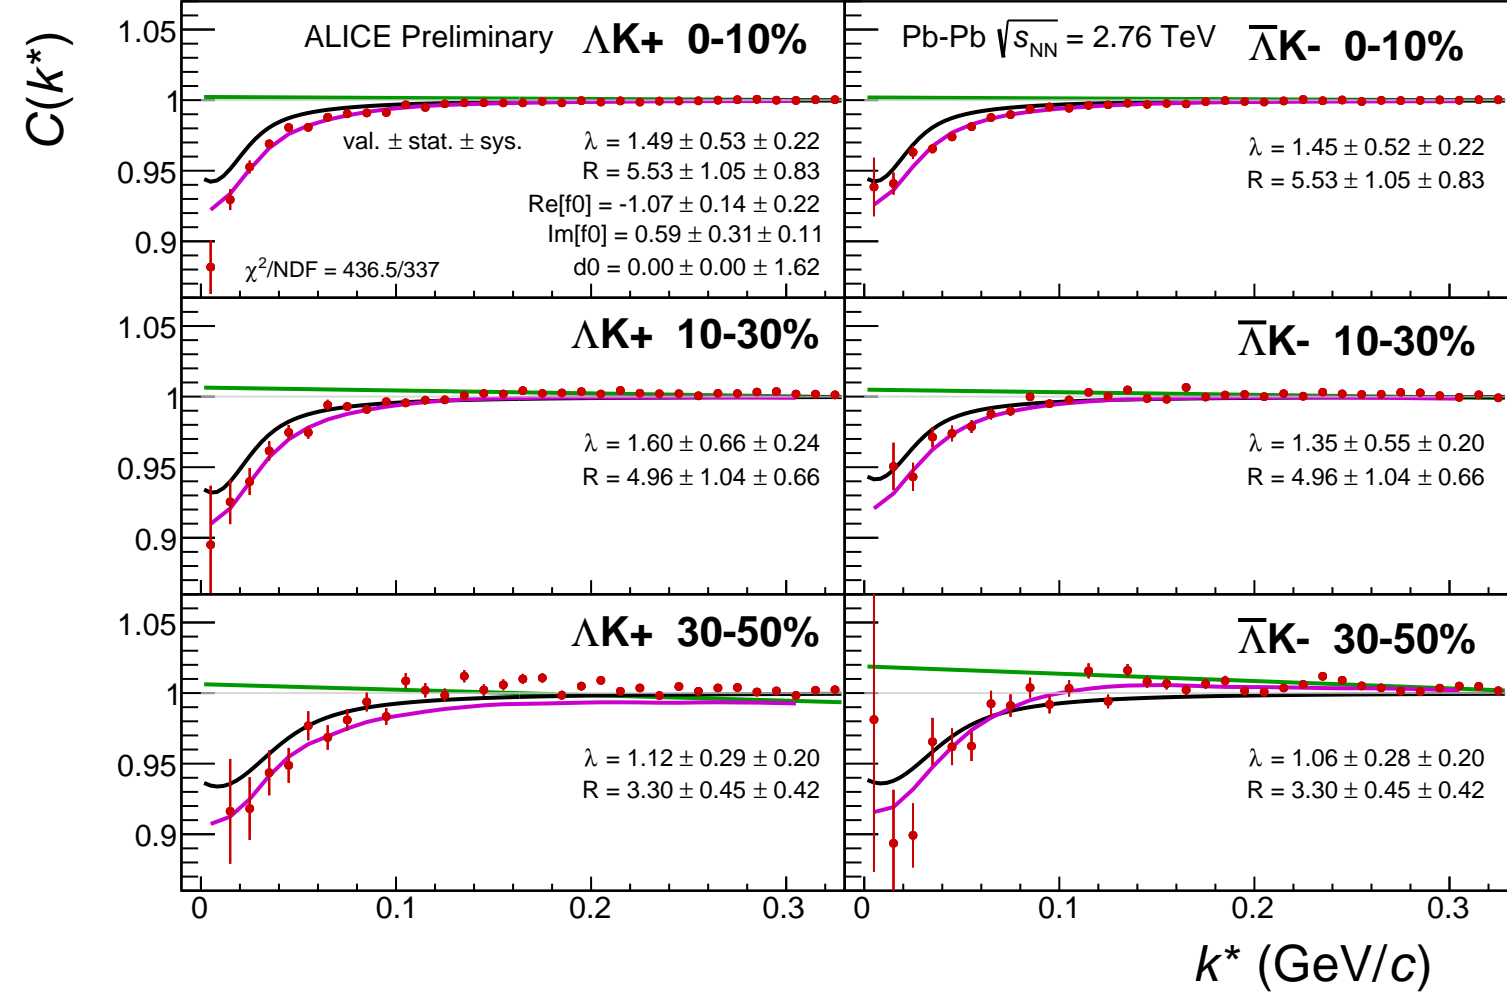 C(k*)
ALICE Preliminary ΛK+ 0-10%
val. ± stat. ± sys.
λ = 1.49 ± 0.53 ± 0.22
R = 5.53 ± 1.05 ± 0.83
Re[f0] = -1.07 ± 0.14 ± 0.22
Im[f0] = 0.59 ± 0.31 ± 0.11
d0 = 0.00 ± 0.00 ± 1.62
χ²/NDF = 436.5/337
1.05
1
0.95
0.9
Pb-Pb √sNN = 2.76 TeV Λ̅K- 0-10%
λ = 1.45 ± 0.52 ± 0.22
R = 5.53 ± 1.05 ± 0.83
ΛK+ 10-30%
λ = 1.60 ± 0.66 ± 0.24
R = 4.96 ± 1.04 ± 0.66
1.05
1
0.95
0.9
Λ̅K- 10-30%
λ = 1.35 ± 0.55 ± 0.20
R = 4.96 ± 1.04 ± 0.66
ΛK+ 30-50%
λ = 1.12 ± 0.29 ± 0.20
R = 3.30 ± 0.45 ± 0.42
1.05
1
0.95
0.9
Λ̅K- 30-50%
λ = 1.06 ± 0.28 ± 0.20
R = 3.30 ± 0.45 ± 0.42
0 0.1 0.2 0.3 0 0.1 0.2 0.3
k* (GeV/c)